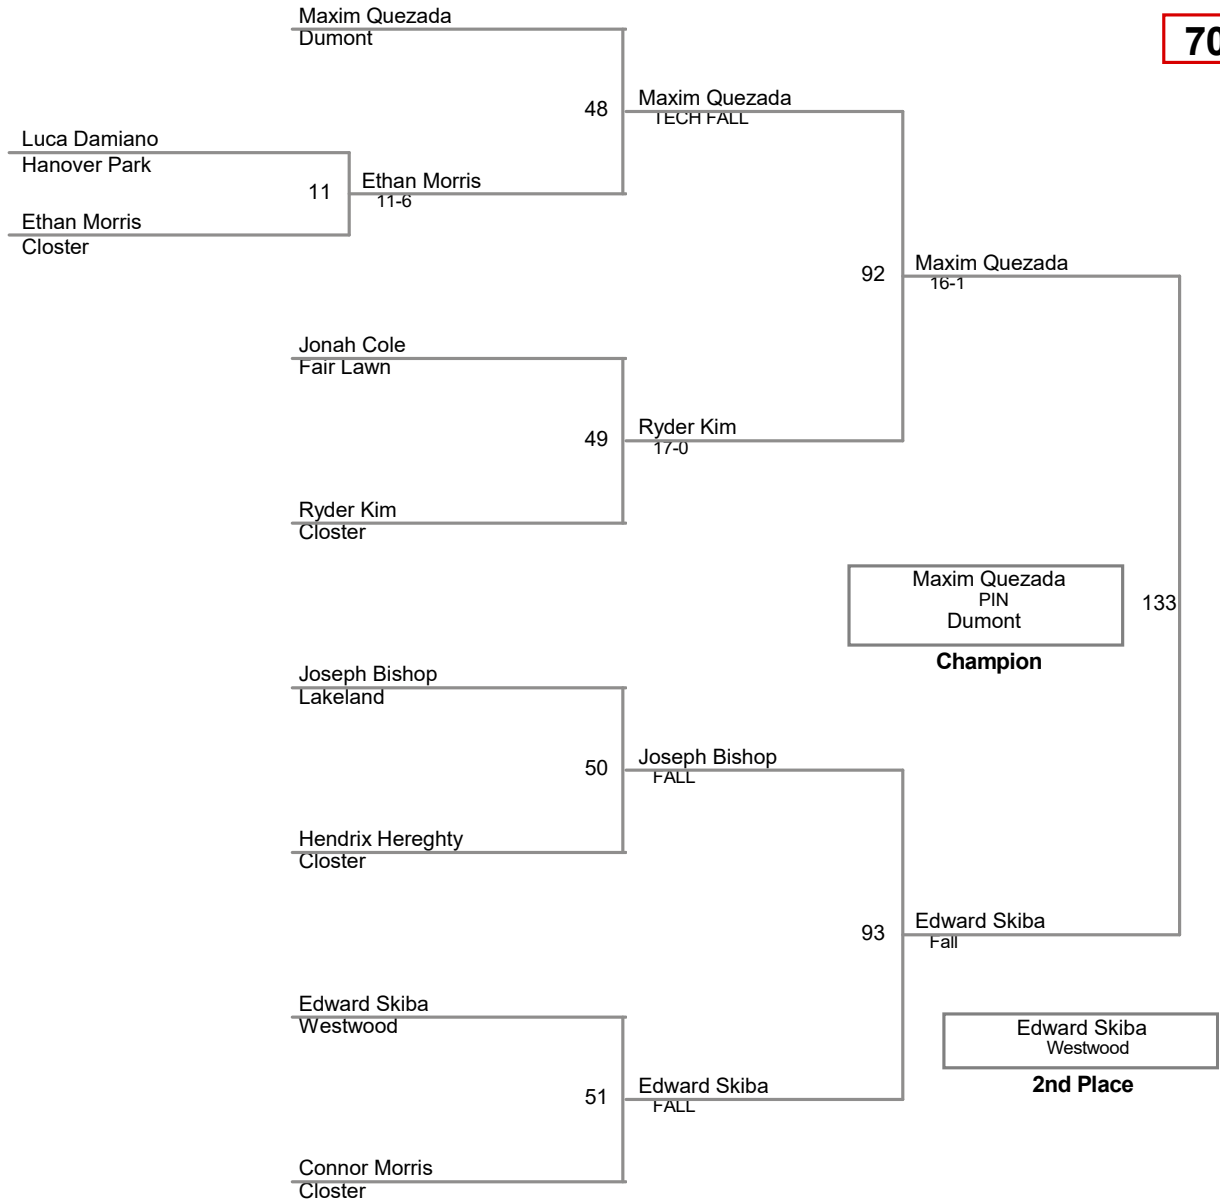 Maxim Quezada
Dumont
70
48
Maxim Quezada
TECH FALL
Luca Damiano
Hanover Park
11
Ethan Morris
11-6
Ethan Morris
Closter
92
Maxim Quezada
16-1
Jonah Cole
Fair Lawn
49
Ryder Kim
17-0
Ryder Kim
Closter
Maxim Quezada
PIN
Dumont
133
Champion
Joseph Bishop
Lakeland
50
Joseph Bishop
FALL
Hendrix Hereghty
Closter
93
Edward Skiba
Fall
Edward Skiba
Westwood
Edward Skiba
Westwood
2nd Place
51
Edward Skiba
FALL
Connor Morris
Closter